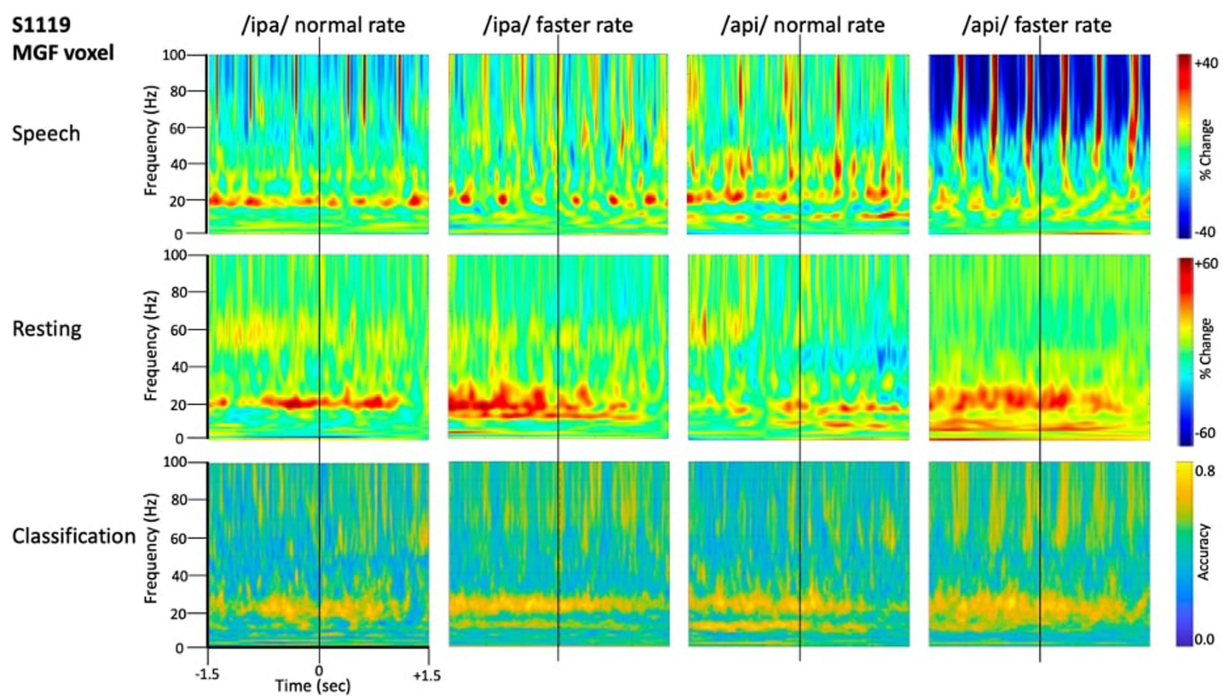 S1119
MGF voxel
/ipa/ normal rate
/ipa/ faster rate
/api/ normal rate
/api/ faster rate
Speech
Frequency (Hz)
100
80
60
40
20
0
+40
% Change
-40
Resting
Frequency (Hz)
100
80
60
40
20
0
+60
% Change
-60
Classification
Frequency (Hz)
100
80
60
40
20
0
0.8
Accuracy
0.0
-1.5
0
+1.5
Time (sec)